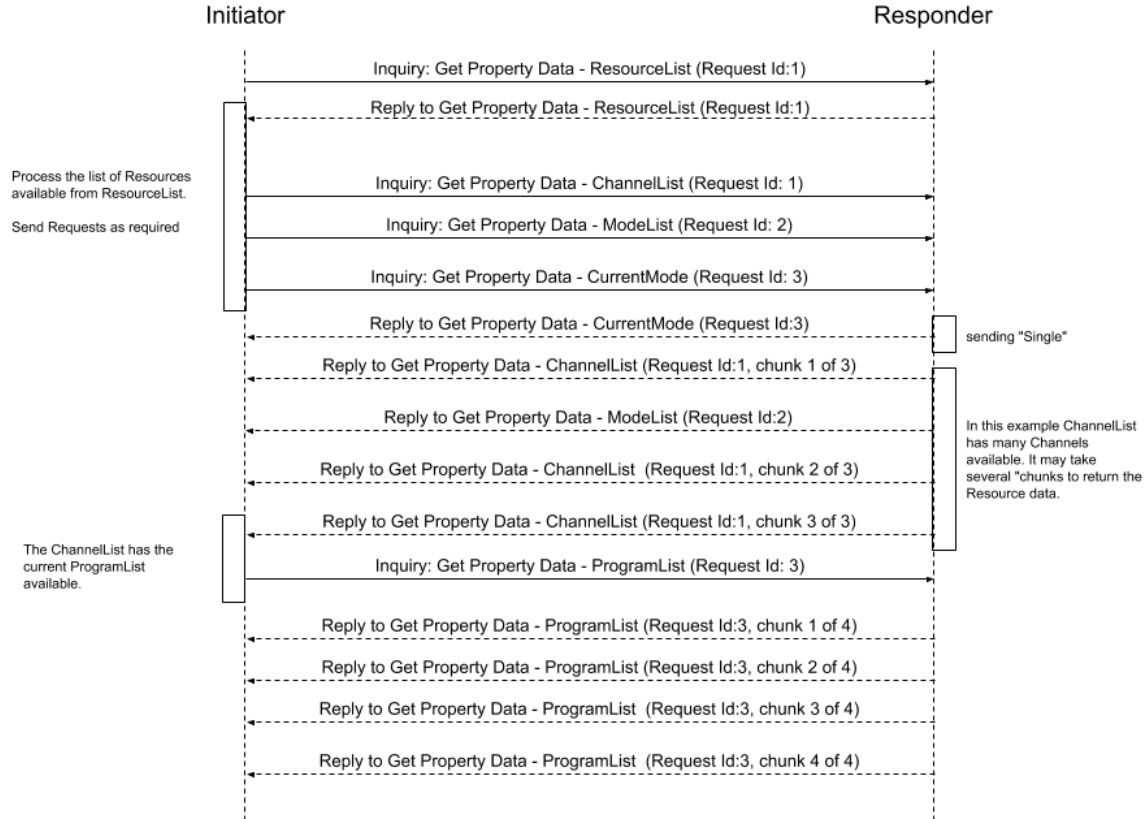 Initiator
Responder
Inquiry: Get Property Data - ResourceList (Request Id:1)
Reply to Get Property Data - ResourceList (Request Id:1)
Process the list of Resources
available from ResourceList.
Send Requests as required
Inquiry: Get Property Data - ChannelList (Request Id: 1)
Inquiry: Get Property Data - ModeList (Request Id: 2)
Inquiry: Get Property Data - CurrentMode (Request Id: 3)
Reply to Get Property Data - CurrentMode (Request Id:3)
sending "Single"
Reply to Get Property Data - ChannelList (Request Id:1, chunk 1 of 3)
Reply to Get Property Data - ModeList (Request Id:2)
In this example ChannelList
has many Channels
available. It may take
several "chunks to return the
Resource data.
Reply to Get Property Data - ChannelList  (Request Id:1, chunk 2 of 3)
Reply to Get Property Data - ChannelList (Request Id:1, chunk 3 of 3)
The ChannelList has the
current ProgramList
available.
Inquiry: Get Property Data - ProgramList (Request Id: 3)
Reply to Get Property Data - ProgramList (Request Id:3, chunk 1 of 4)
Reply to Get Property Data - ProgramList (Request Id:3, chunk 2 of 4)
Reply to Get Property Data - ProgramList  (Request Id:3, chunk 3 of 4)
Reply to Get Property Data - ProgramList  (Request Id:3, chunk 4 of 4)